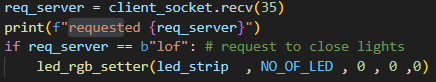 req_server = client_socket.recv(35)
print(f"requested {req_server}")
if req_server == b"lof": # request to close lights
    led_rgb_setter(led_strip  , NO_OF_LED , 0 , 0 ,0)